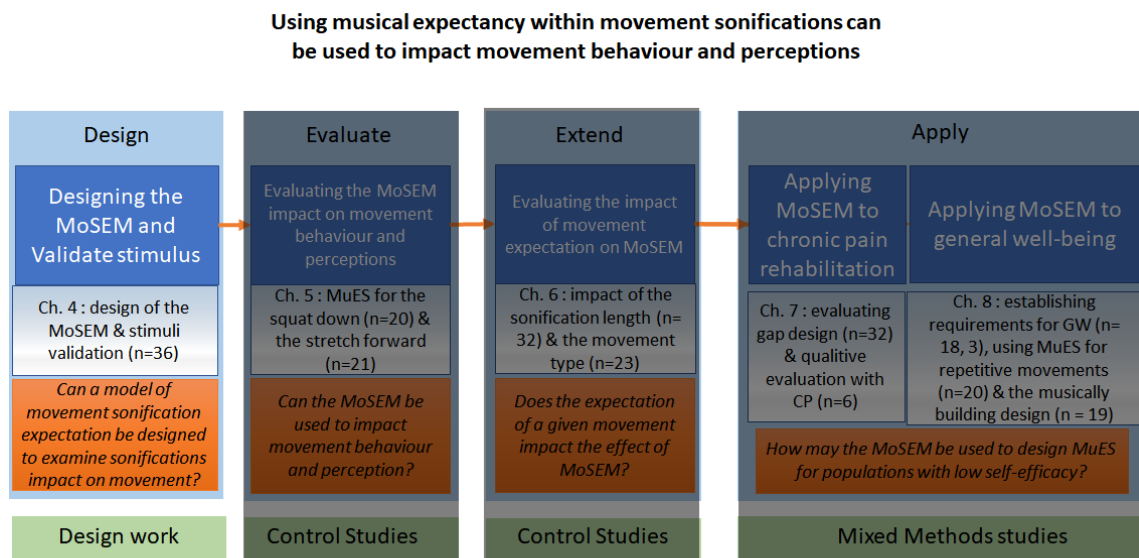 Using musical expectancy within movement sonifications can
be used to impact movement behaviour and perceptions
Design
Designing the
MoSEM and
Validate stimulus
Ch. 4 : design of the
MoSEM & stimuli
validation (n=36)
Can a model of
movement sonification
expectation be designed
to examine sonifications
impact on movement?
Design work
Evaluate
Evaluating the MoSEM
impact on movement
behaviour and
perceptions
Ch. 5 : MuES for the
squat down (n=20) &
the stretch forward
(n=21)
Can the MoSEM be
used to impact
movement behaviour
and perception?
Control Studies
Extend
Evaluating the impact
of movement
expectation on MoSEM
Ch. 6 : impact of the
sonification length (n=
32) & the movement
type (n=23)
Does the expectation
of a given movement
impact the effect of
MoSEM?
Control Studies
Apply
Applying
MoSEM to
chronic pain
rehabilitation
Ch. 7 : evaluating
gap design (n=32)
& qualitive
evaluation with
CP (n=6)
Applying MoSEM to
general well-being
Ch. 8 : establishing
requirements for GW (n=
18, 3), using MuES for
repetitive movements
(n=20) & the musically
building design (n = 19)
How may the MoSEM be used to design MuES
for populations with low self-efficacy?
Mixed Methods studies